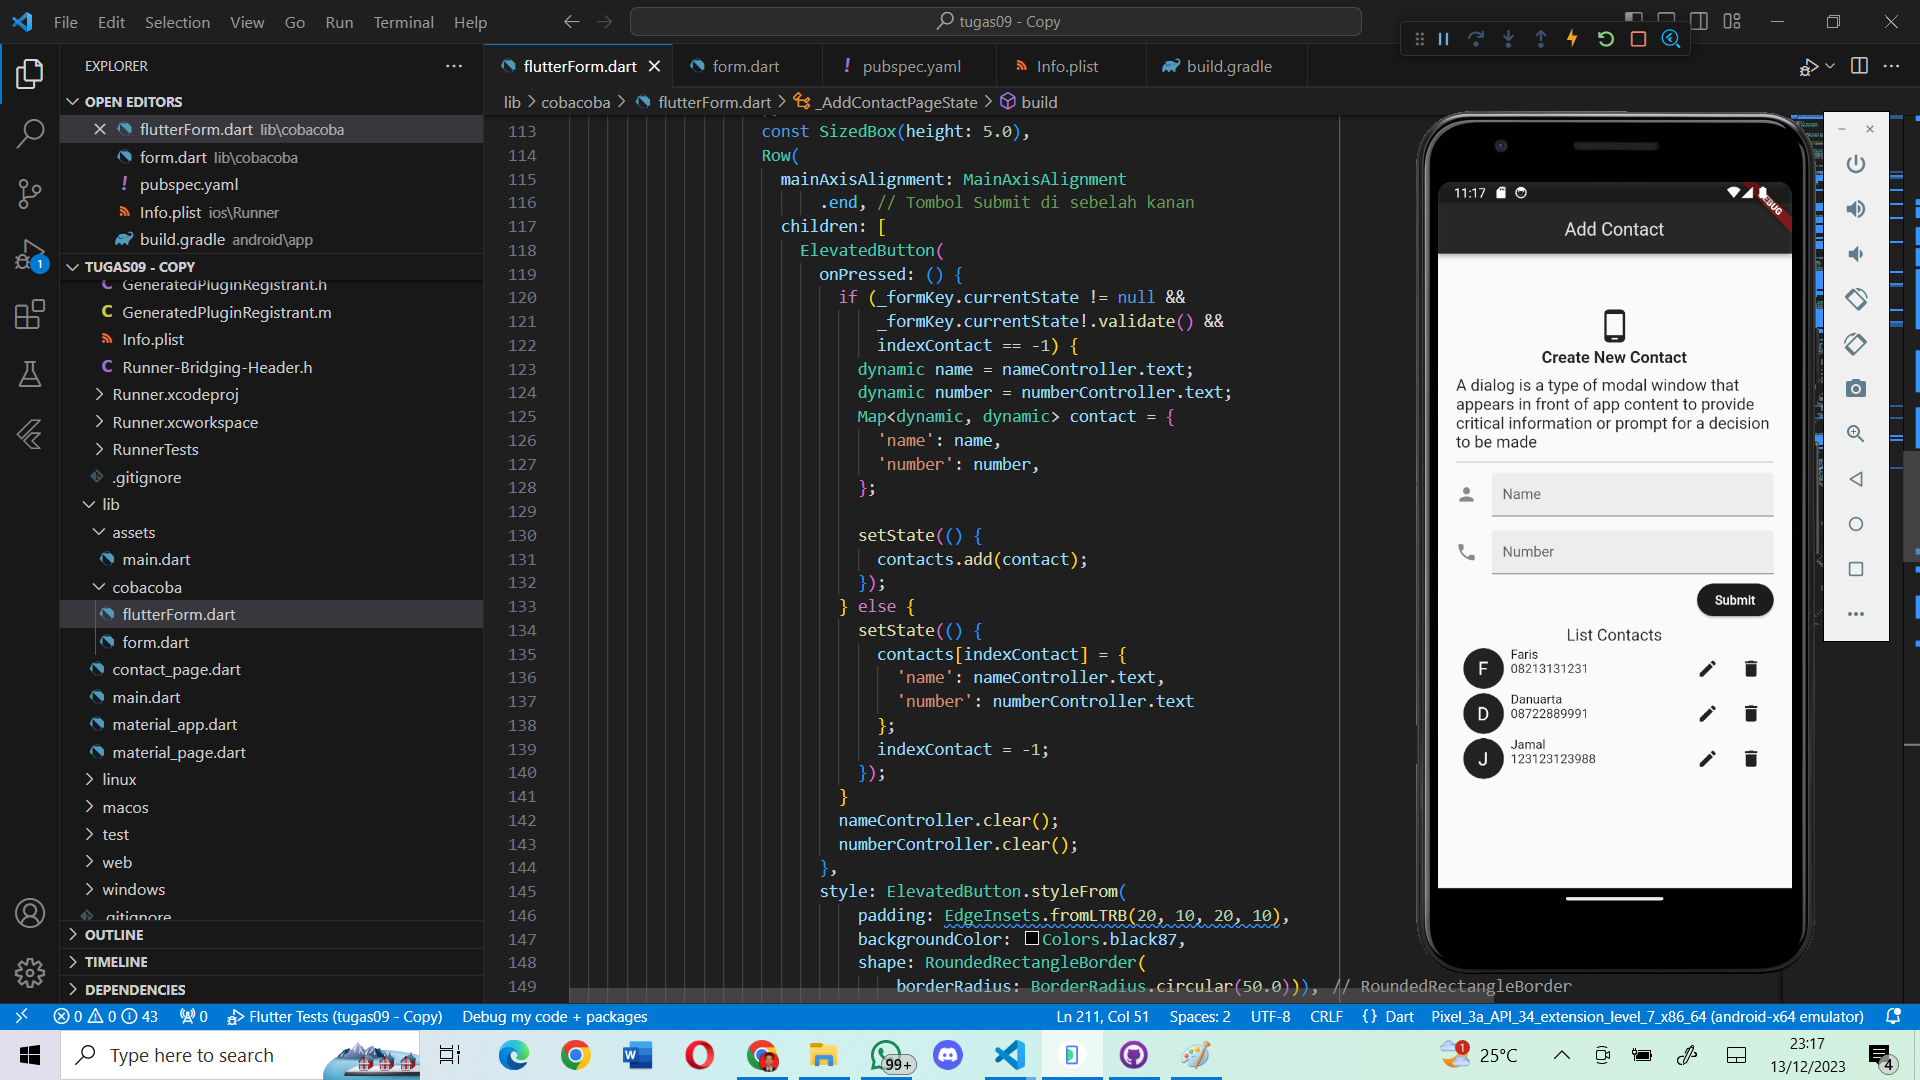 File Edit Selection View Go Run Terminal Help
tugas09 - Copy
EXPLORER
OPEN EDITORS
flutterForm.dart lib\cobacoba
form.dart lib\cobacoba
pubspec.yaml
Info.plist ios\Runner
build.gradle android\app
1
TUGAS09 - COPY
GeneratedPluginRegistrant.h
GeneratedPluginRegistrant.m
Info.plist
Runner-Bridging-Header.h
Runner.xcodeproj
Runner.xcworkspace
RunnerTests
.gitignore
lib
assets
main.dart
cobacoba
flutterForm.dart
form.dart
contact_page.dart
main.dart
material_app.dart
material_page.dart
linux
macos
test
web
windows
.gitignore
OUTLINE
TIMELINE
DEPENDENCIES
flutterForm.dart form.dart pubspec.yaml Info.plist build.gradle
lib > cobacoba > flutterForm.dart > _AddContactPageState > build
113 const SizedBox(height: 5.0),
114 Row(
115 mainAxisAlignment: MainAxisAlignment
116 .end, // Tombol Submit di sebelah kanan
117 children: [
118 ElevatedButton(
119 onPressed: () {
120 if (_formKey.currentState != null &&
121 _formKey.currentState!.validate() &&
122 indexContact == -1) {
123 dynamic name = nameController.text;
124 dynamic number = numberController.text;
125 Map<dynamic, dynamic> contact = {
126 'name': name,
127 'number': number,
128 };
129
130 setState(() {
131 contacts.add(contact);
132 });
133 } else {
134 setState(() {
135 contacts[indexContact] = {
136 'name': nameController.text,
137 'number': numberController.text
138 };
139 indexContact = -1;
140 });
141 }
142 nameController.clear();
143 numberController.clear();
144 },
145 style: ElevatedButton.styleFrom(
146 padding: EdgeInsets.fromLTRB(20, 10, 20, 10),
147 backgroundColor: Colors.black87,
148 shape: RoundedRectangleBorder(
149 borderRadius: BorderRadius.circular(50.0))), // RoundedRectangleBorder
11:17
Add Contact
Create New Contact
A dialog is a type of modal window that
appears in front of app content to provide
critical information or prompt for a decision
to be made
Name
Number
Submit
List Contacts
F Faris
08213131231
D Danuarta
08722889991
J Jamal
123123123988
0 0 43 0 Flutter Tests (tugas09 - Copy) Debug my code + packages Ln 211, Col 51 Spaces: 2 UTF-8 CRLF {} Dart Pixel_3a_API_34_extension_level_7_x86_64 (android-x64 emulator)
Type here to search
99+
1
25°C
23:17
13/12/2023
4